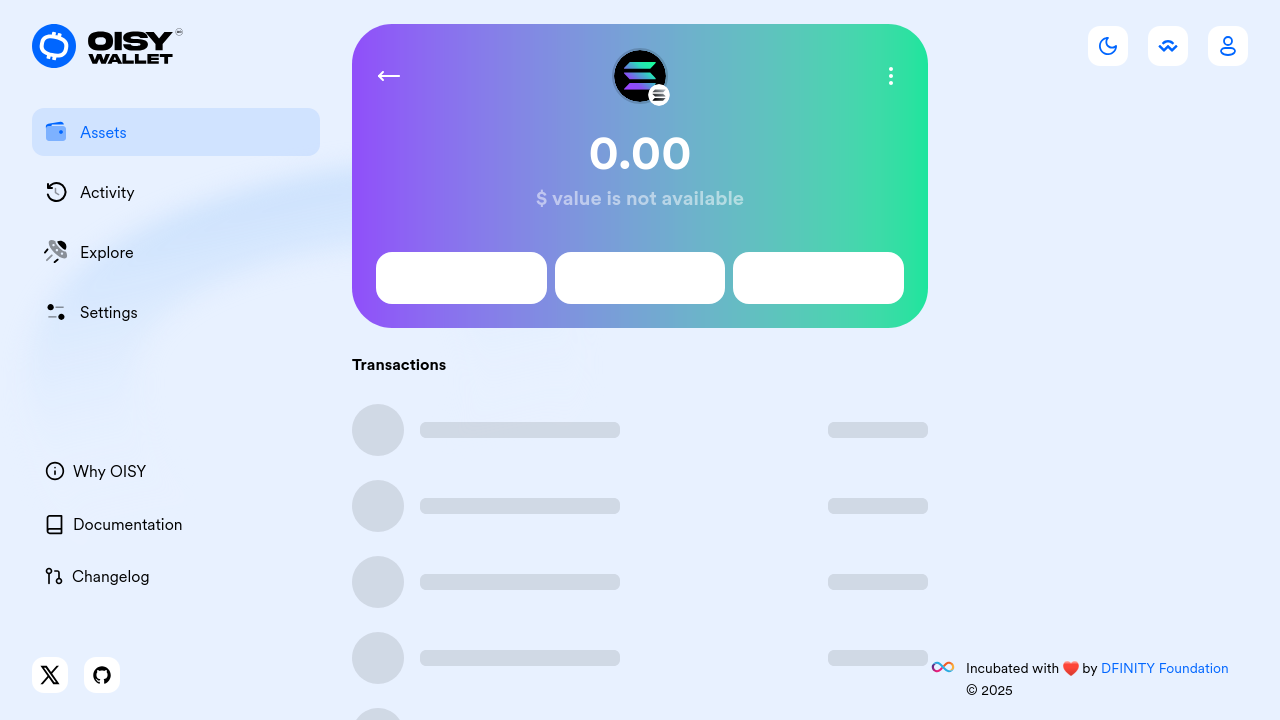 OISY
WALLET
Assets
Activity
Explore
Settings
Why OISY
Documentation
Changelog
0.00
$ value is not available
Transactions
Incubated with ❤️ by DFINITY Foundation
© 2025